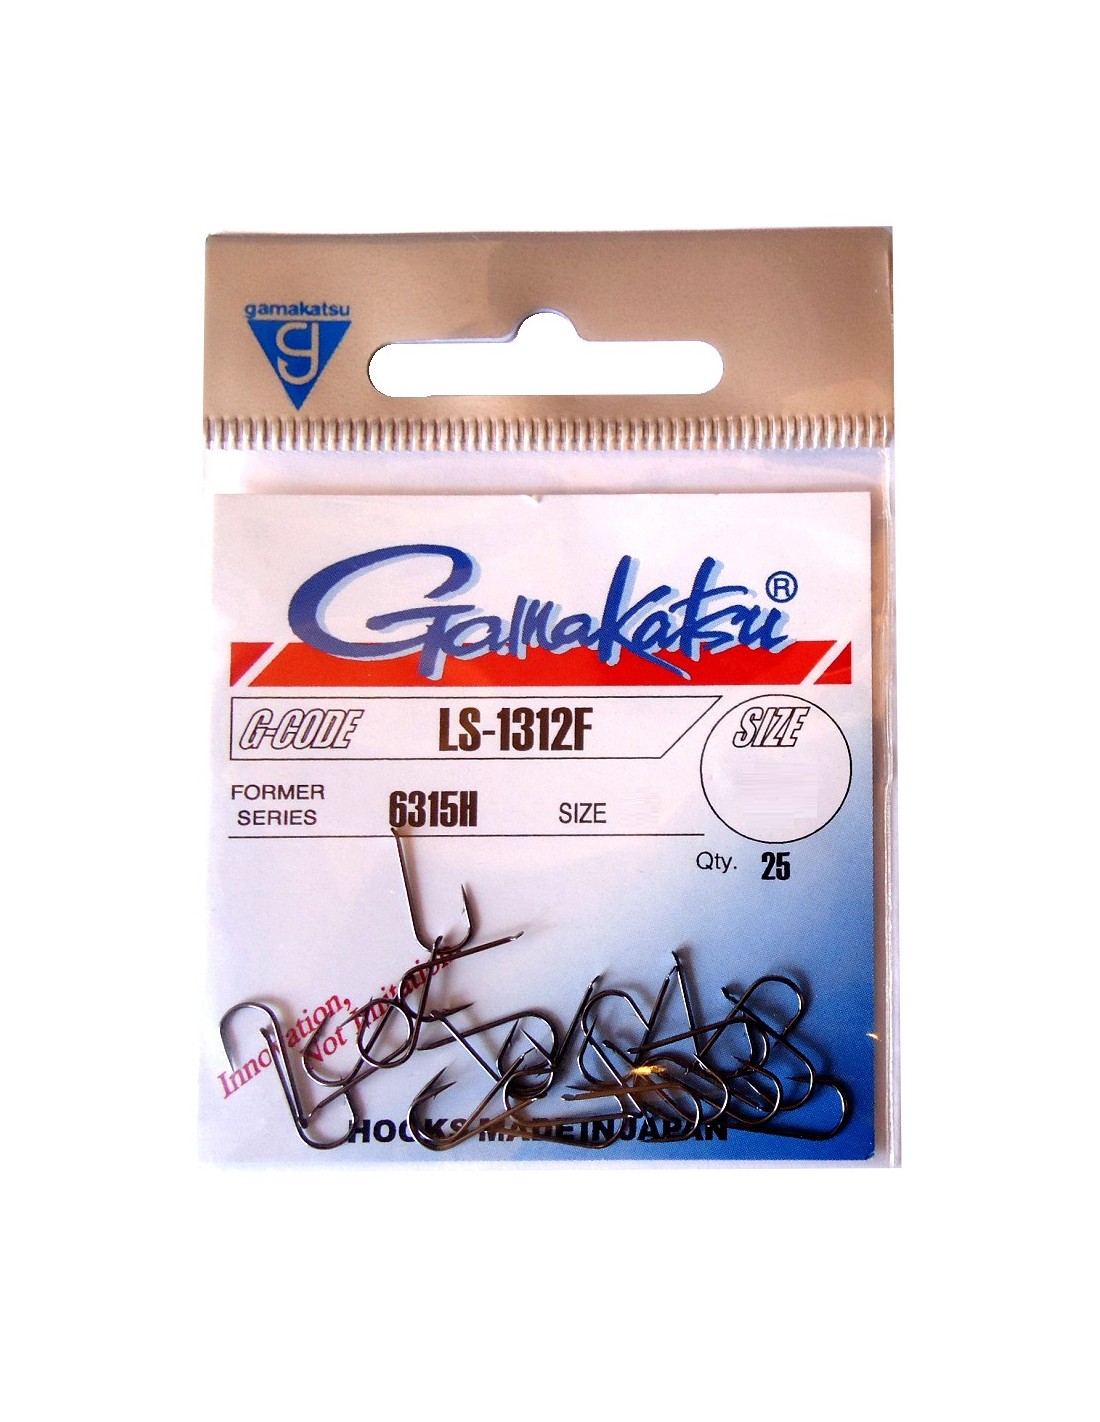 gamakatsu
g
Gamakatsu®
G-CODE LS-1312F SIZE
FORMER SERIES 6315H SIZE
Qty. 25
Innovation,
Not Imitation
HOOKS MADE IN JAPAN